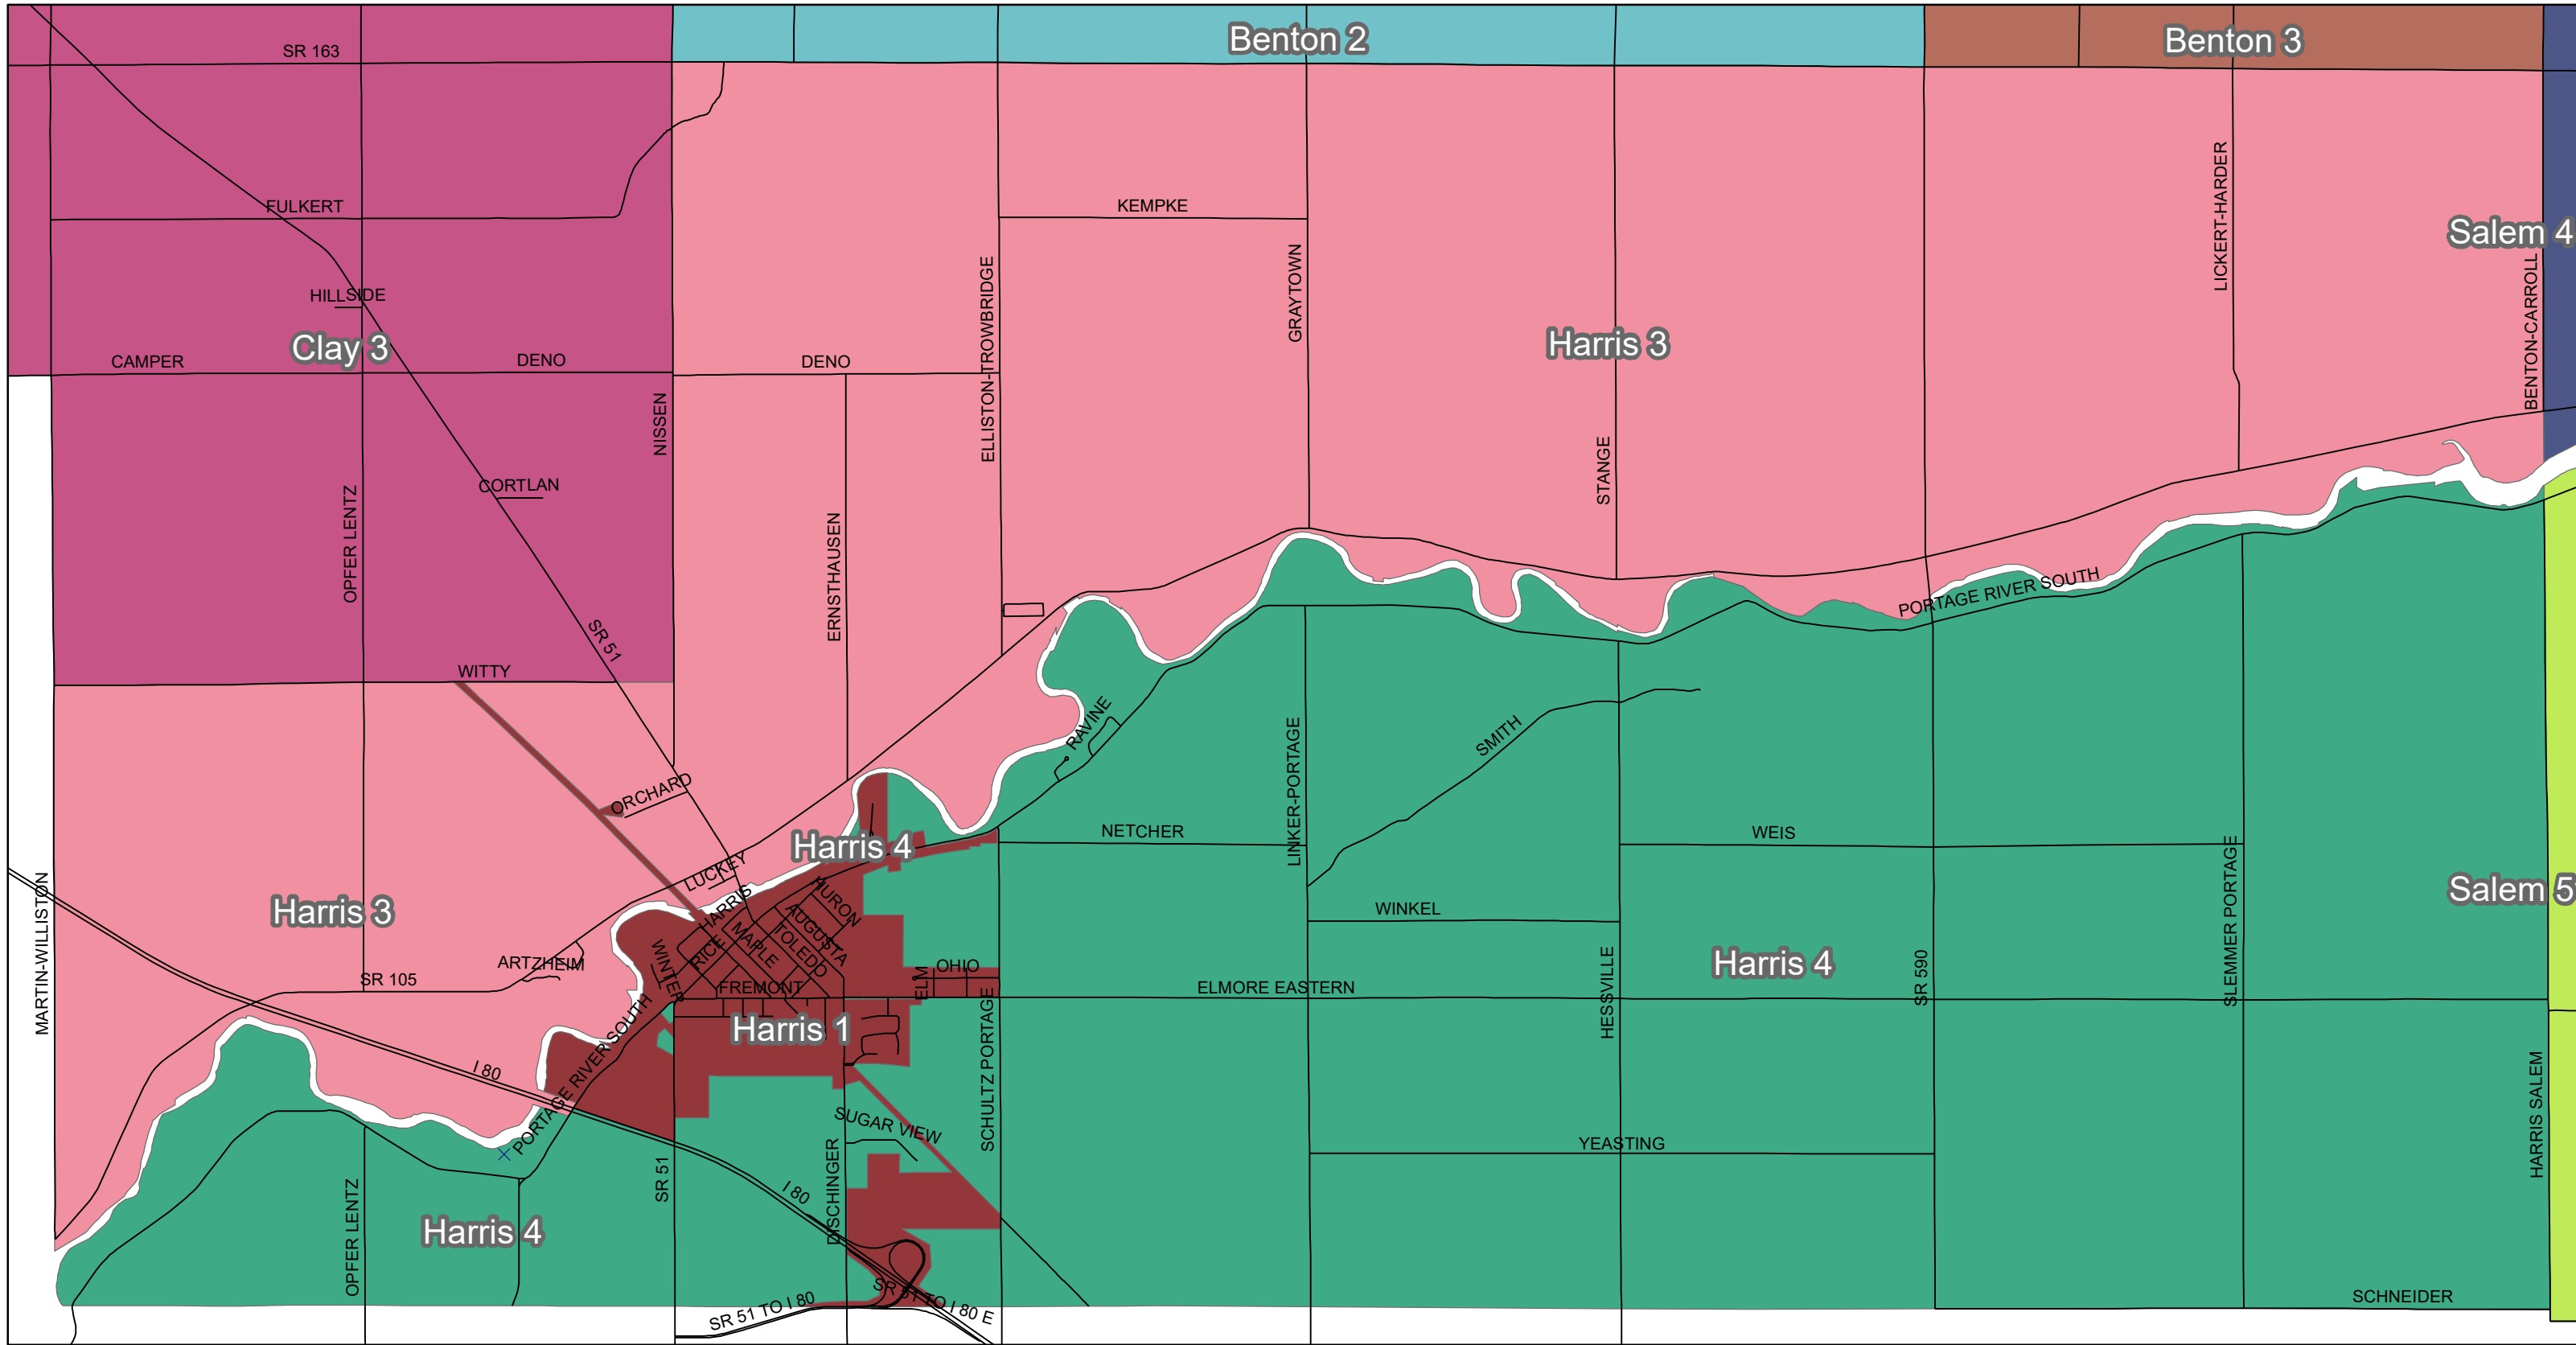 Benton 2
Benton 3
SR 163
FULKERT
KEMPKE
LICKERT-HARDER
Salem 4
HILLSIDE
ELLISTON-TROWBRIDGE
GRAYTOWN
BENTON-CARROLL
Clay 3
Harris 3
CAMPER
DENO
DENO
NISSEN
STANGE
CORTLAN
OPFER LENTZ
ERNSTHAUSEN
PORTAGE RIVER SOUTH
SR 51
WITTY
RAVINE
SMITH
LINKER-PORTAGE
ORCHARD
NETCHER
WEIS
Harris 4
LUCKEY
HARRIS
HURON
SLEMMER PORTAGE
Salem 5
MARTIN-WILLISTON
Harris 3
WINKEL
AUGUSTA
MAPLE
TOLEDO
RICE
WINTER
ARTZHEIM
SR 105
OHIO
ELM
FREMONT
ELMORE EASTERN
HESSVILLE
Harris 4
SR 590
Harris 1
SCHULTZ PORTAGE
PORTAGE RIVER SOUTH
I 80
HARRIS SALEM
SUGAR VIEW
YEASTING
DISCHINGER
SR 51
I 80
OPFER LENTZ
Harris 4
SR 51 TO I 80
SR 51 TO I 80 E
SCHNEIDER